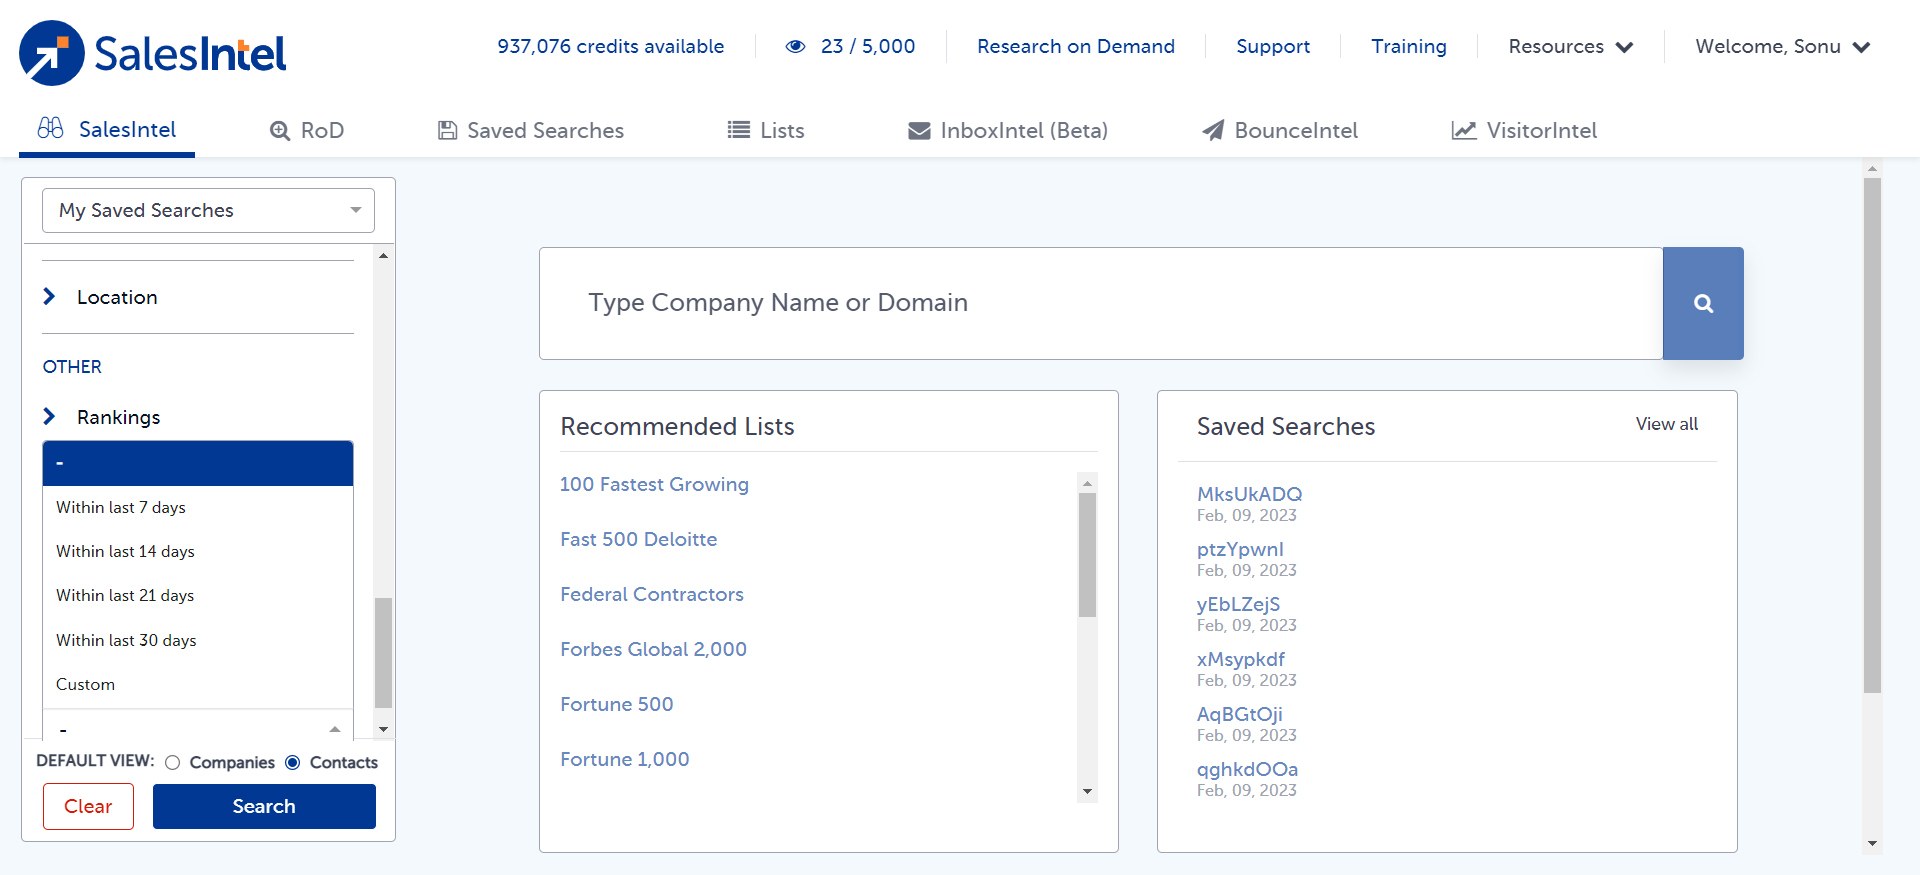 SalesIntel
937,076 credits available
23 / 5,000
Research on Demand
Support
Training
Resources
Welcome, Sonu
SalesIntel
RoD
Saved Searches
Lists
InboxIntel (Beta)
BounceIntel
VisitorIntel
My Saved Searches
Location
OTHER
Rankings
-
Within last 7 days
Within last 14 days
Within last 21 days
Within last 30 days
Custom
-
DEFAULT VIEW: Companies Contacts
Clear
Search
Type Company Name or Domain
Recommended Lists
100 Fastest Growing
Fast 500 Deloitte
Federal Contractors
Forbes Global 2,000
Fortune 500
Fortune 1,000
Saved Searches
View all
MksUkADQ
Feb, 09, 2023
ptzYpwnI
Feb, 09, 2023
yEbLZejS
Feb, 09, 2023
xMsypkdf
Feb, 09, 2023
AqBGtOji
Feb, 09, 2023
qghkdOOa
Feb, 09, 2023